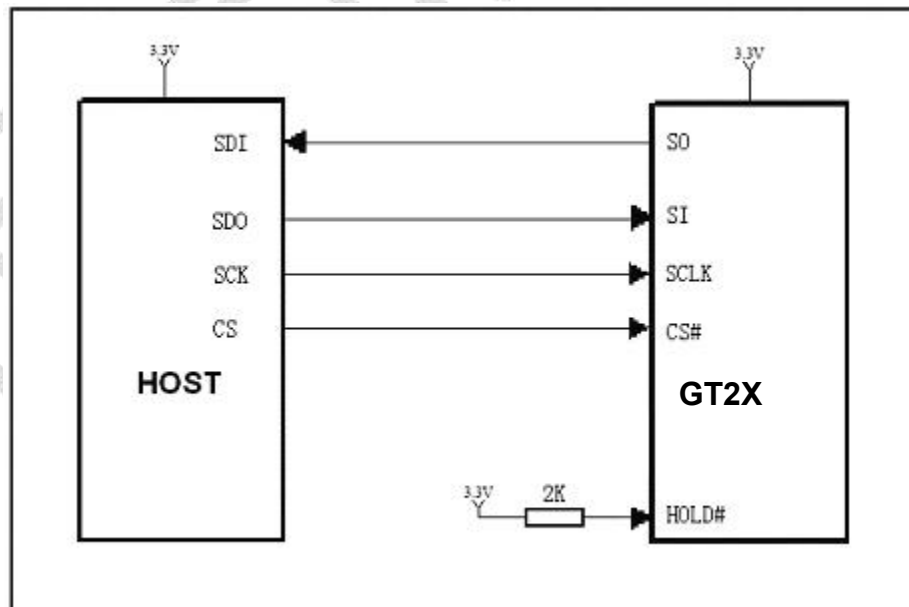 3.3V
3.3V
SDI
SO
SDO
SI
SCK
SCLK
CS
CS#
HOST
GT2X
3.3V
2K
HOLD#